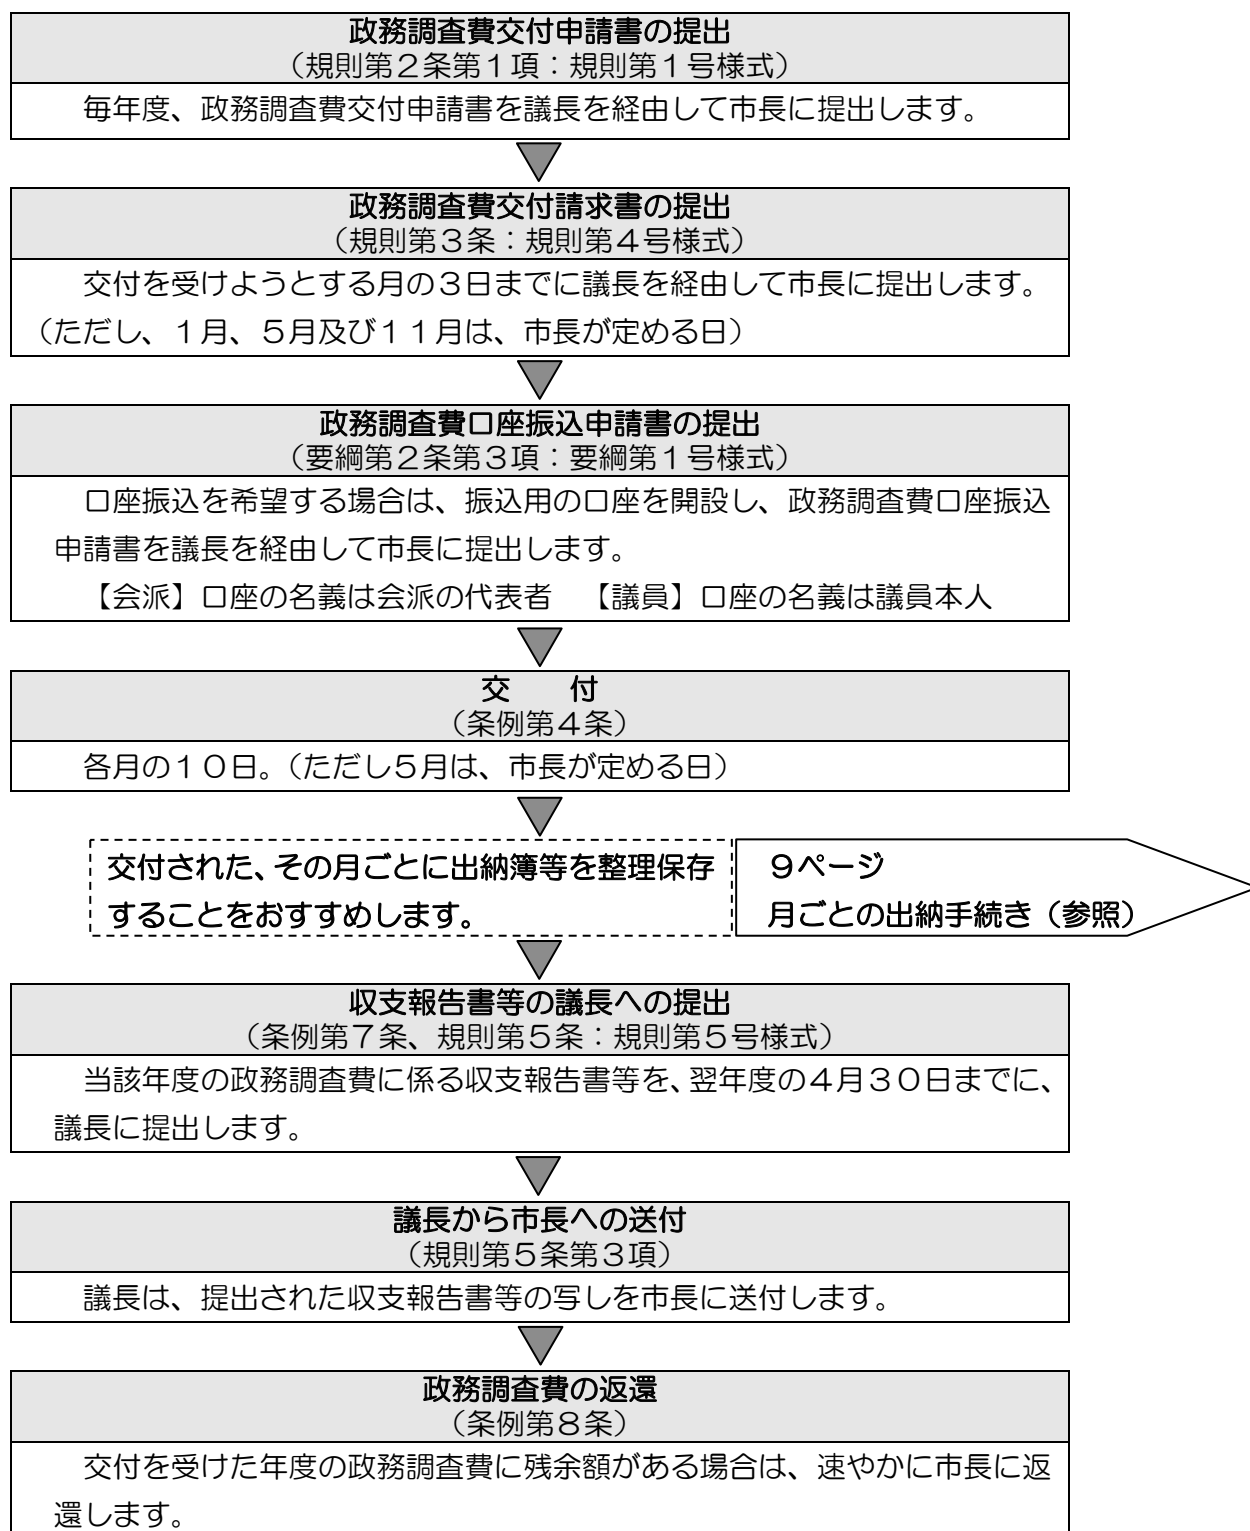 政務調査費交付申請書の提出
（規則第２条第１項：規則第１号様式）
毎年度、政務調査費交付申請書を議長を経由して市長に提出します。
政務調査費交付請求書の提出
（規則第３条：規則第４号様式）
交付を受けようとする月の３日までに議長を経由して市長に提出します。
（ただし、１月、５月及び１１月は、市長が定める日）
政務調査費口座振込申請書の提出
（要綱第２条第３項：要綱第１号様式）
口座振込を希望する場合は、振込用の口座を開設し、政務調査費口座振込
申請書を議長を経由して市長に提出します。
【会派】口座の名義は会派の代表者　【議員】口座の名義は議員本人
交　　付
（条例第４条）
各月の１０日。（ただし５月は、市長が定める日）
交付された、その月ごとに出納簿等を整理保存
することをおすすめします。
９ページ
月ごとの出納手続き（参照）
収支報告書等の議長への提出
（条例第７条、規則第５条：規則第５号様式）
当該年度の政務調査費に係る収支報告書等を、翌年度の４月３０日までに、
議長に提出します。
議長から市長への送付
（規則第５条第３項）
議長は、提出された収支報告書等の写しを市長に送付します。
政務調査費の返還
（条例第８条）
交付を受けた年度の政務調査費に残余額がある場合は、速やかに市長に返
還します。